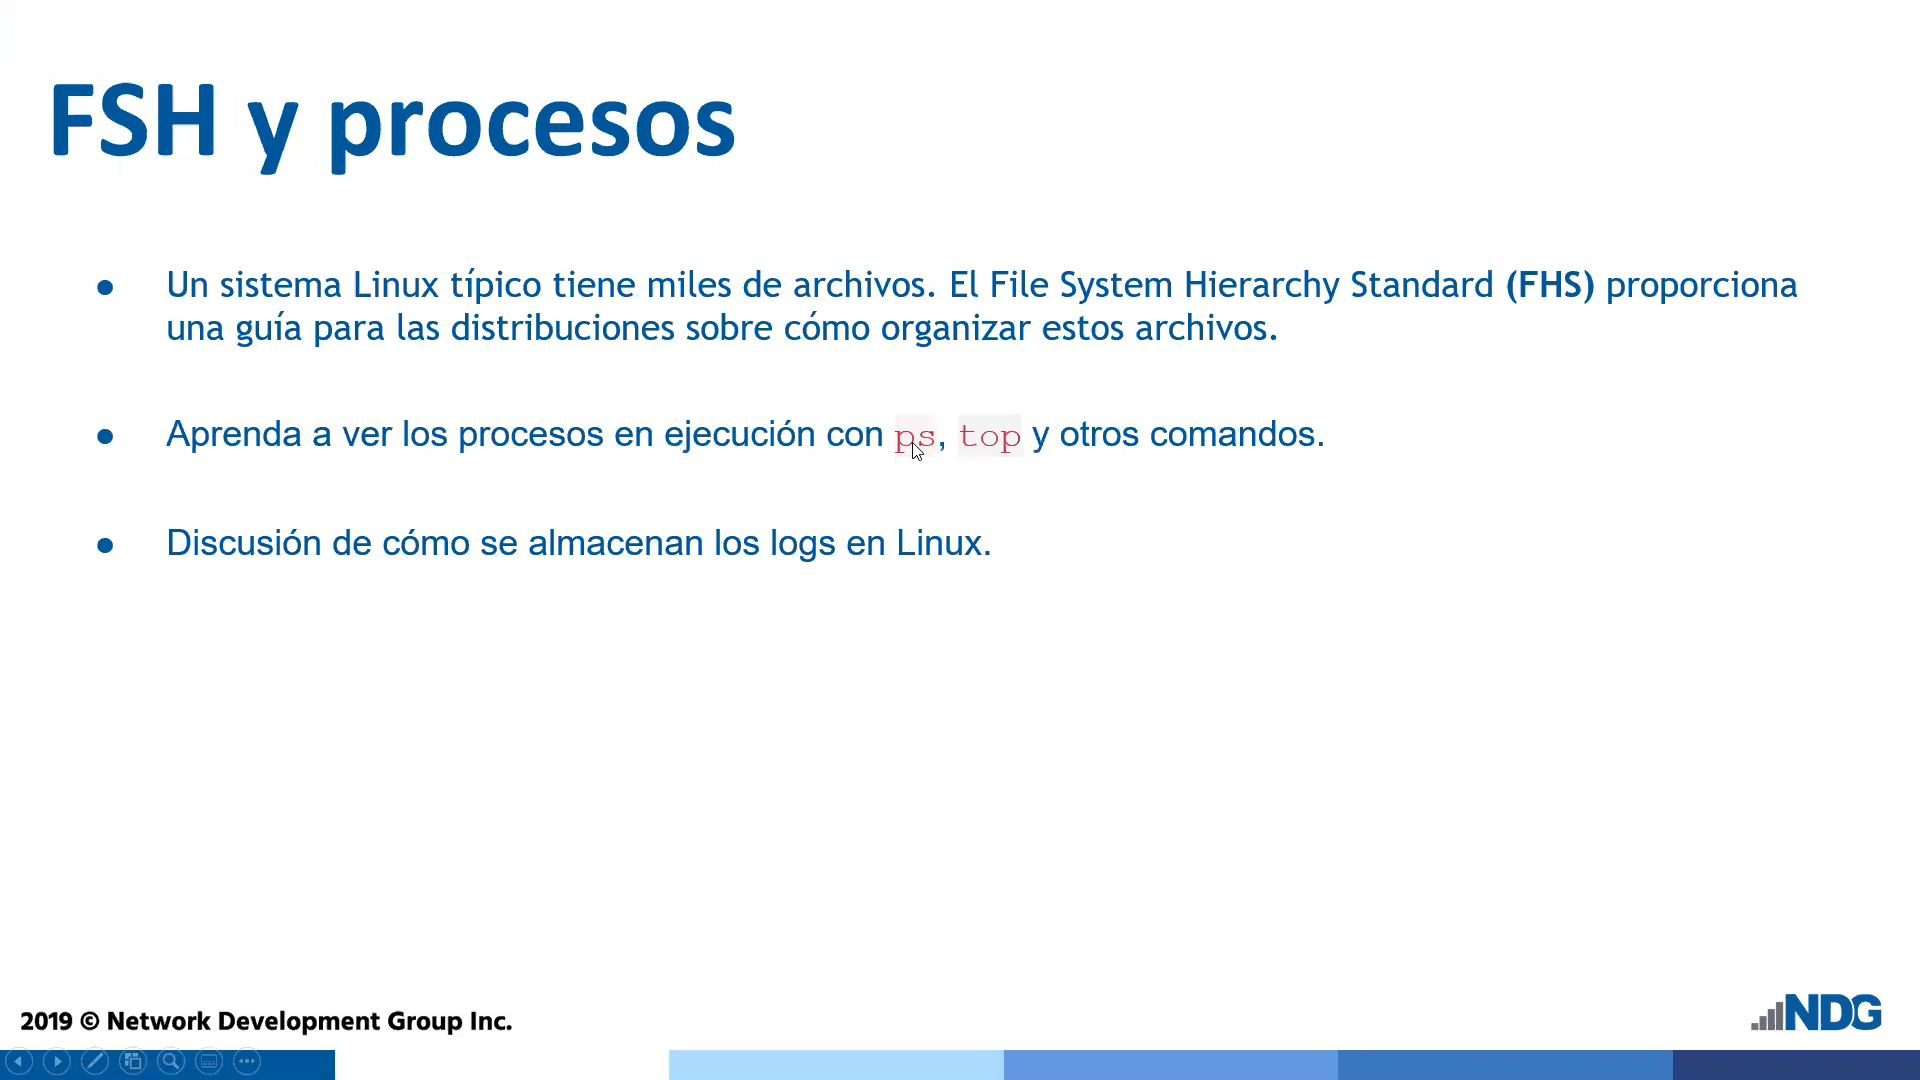 FSH y procesos
● Un sistema Linux típico tiene miles de archivos. El File System Hierarchy Standard (FHS) proporciona
una guía para las distribuciones sobre cómo organizar estos archivos.
● Aprenda a ver los procesos en ejecución con ps, top y otros comandos.
● Discusión de cómo se almacenan los logs en Linux.
2019 © Network Development Group Inc.
NDG